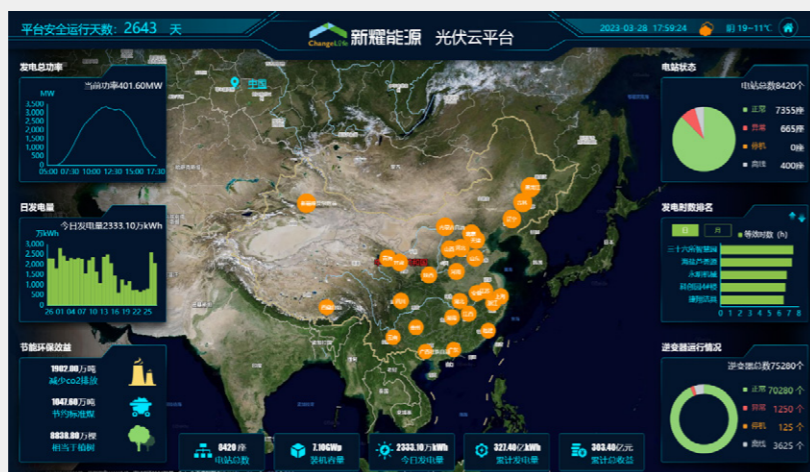 平台安全运行天数: 2643 天
ChangeLife 新耀能源 光伏云平台
2023-03-28 17:59:24
阴 19~11℃
发电总功率
当前功率401.60MW
MW
3,500
3,000
2,500
2,000
1,500
1,000
500
0
05:00 07:30 10:00 12:30 15:00 17:30
中国
电站状态
电站总数8420个
正常 7355座
异常 665座
停机 0座
离线 400座
日发电量
今日发电量2333.10万kWh
万kWh
3,000
2,500
2,000
1,500
1,000
500
0
26 01 04 07 10 13 16 19 22 25
发电时数排名
日 月
等效时数 (h)
0 1 2 3 4 5 6 7 8
节能环保效益
1902.00万吨
减少co2排放
1047.60万吨
节约标准煤
8838.80万棵
相当于植树
逆变器运行情况
逆变器总数75280个
正常 70280个
异常 1250个
停机 125个
离线 3625个
8420 座
电站总数
7.10GWp
装机容量
2333.10万kWh
今日发电量
327.40亿kWh
累计发电量
303.40亿元
累计总收益